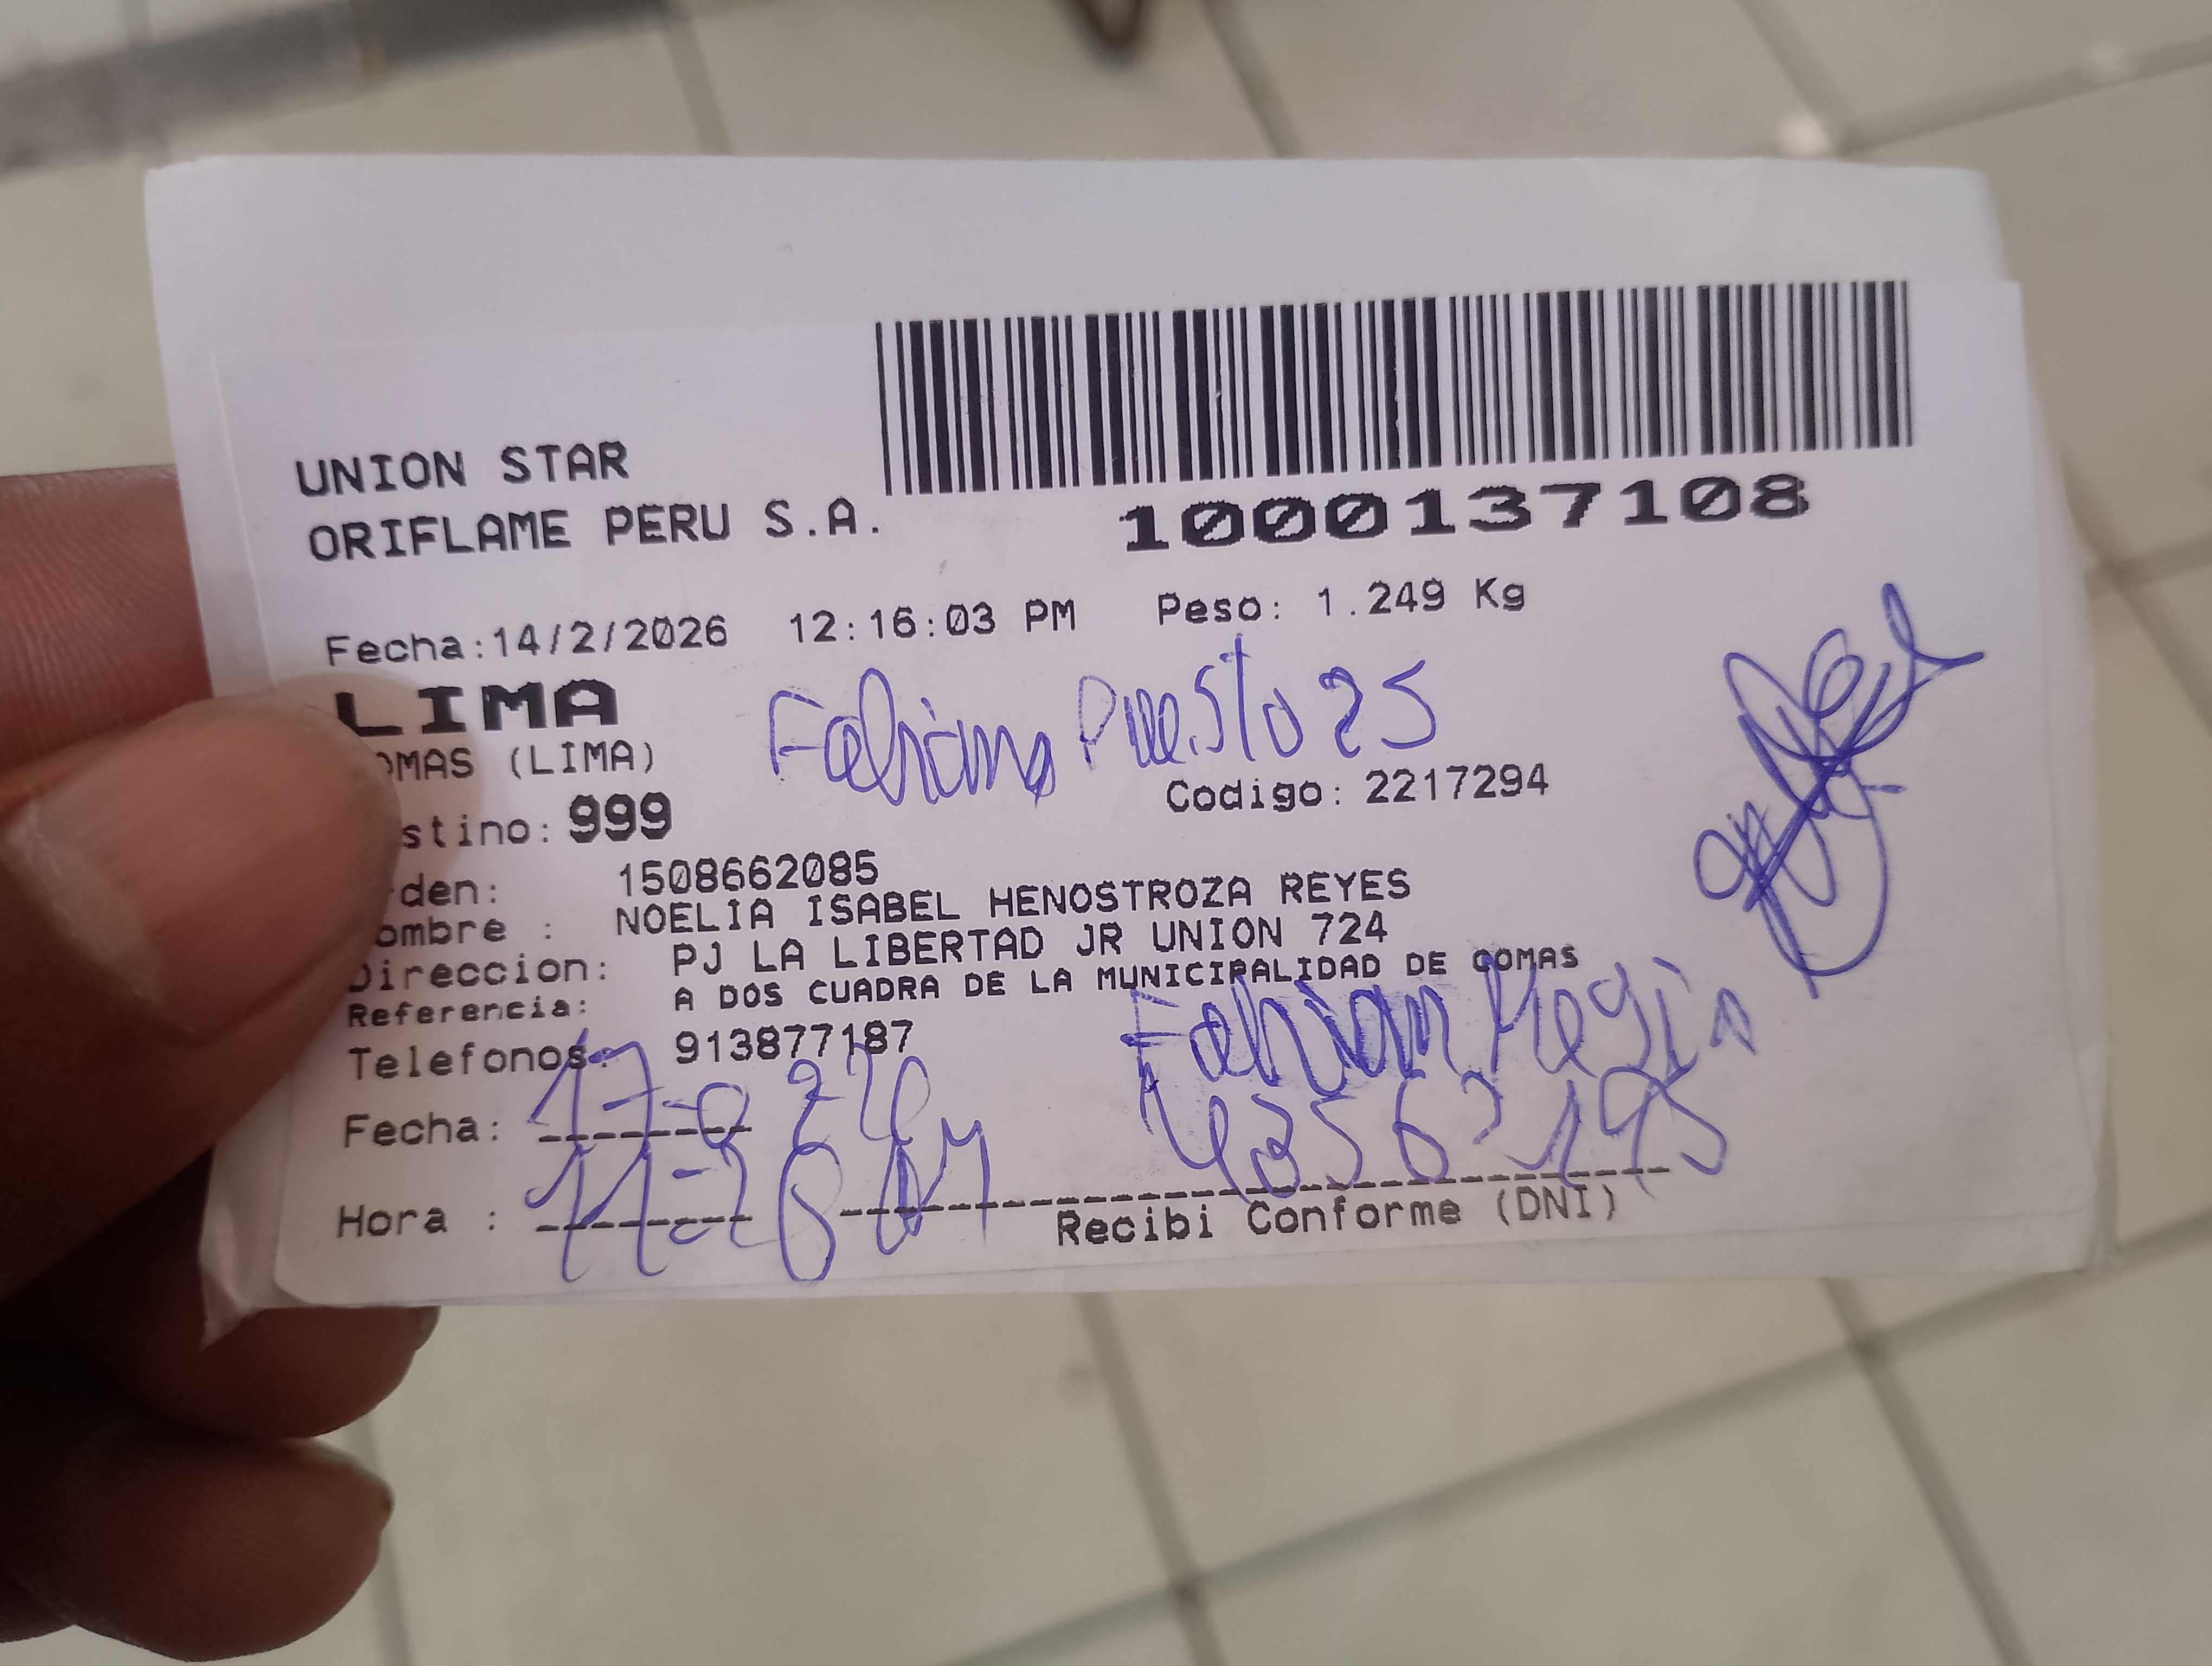 UNION STAR
ORIFLAME PERU S.A.
1000137108
Fecha:14/2/2026 12:16:03 PM Peso: 1.249 Kg
LIMA
OMAS (LIMA)
Puesto 25
stino: 999 Codigo: 2217294
rden: 1508662085
ombre : NOELIA ISABEL HENOSTROZA REYES
Direccion: PJ LA LIBERTAD JR UNION 724
Referencia: A DOS CUADRA DE LA MUNICIPALIDAD DE COMAS
Telefonos: 913877187
Fabian
Fecha:
Hora :
Recibi Conforme (DNI)